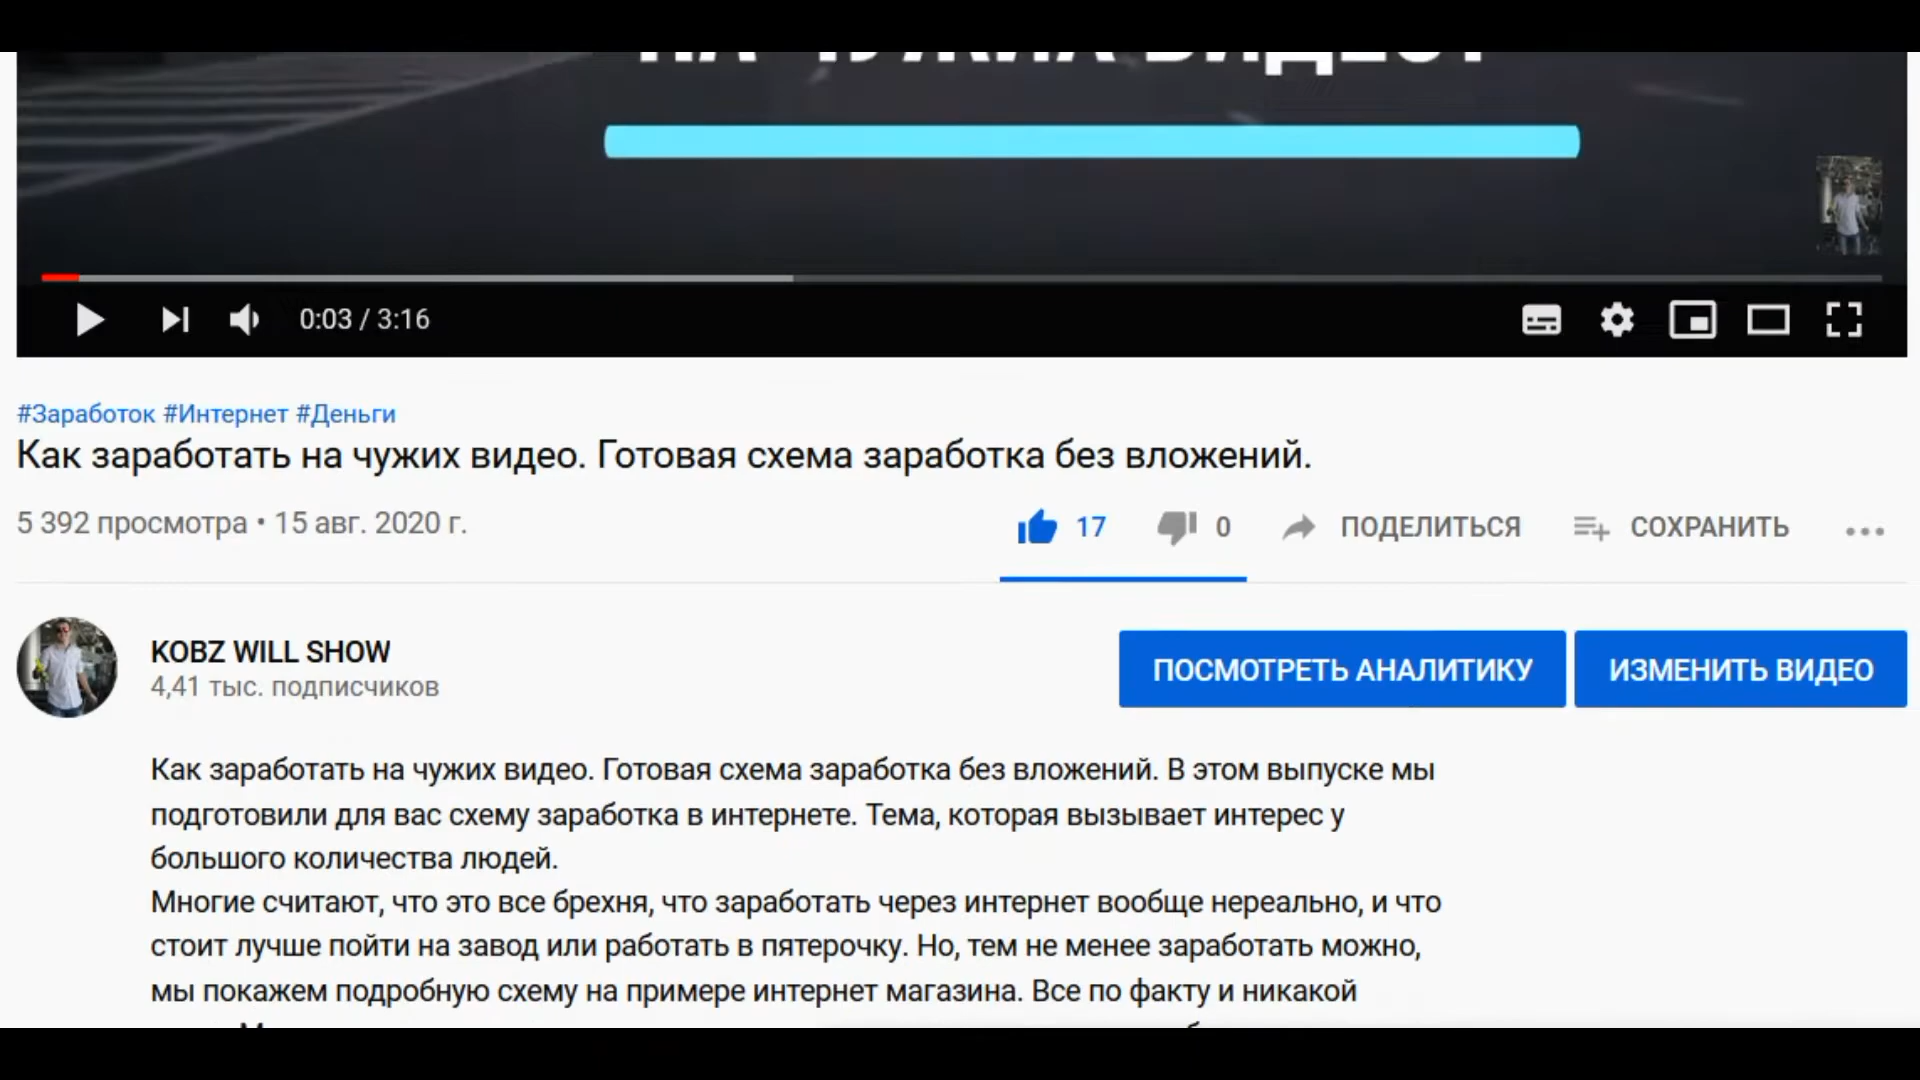 НА ЧУЖИХ ВИДЕО?
0:03 / 3:16
#Заработок #Интернет #Деньги
Как заработать на чужих видео. Готовая схема заработка без вложений.
5 392 просмотра • 15 авг. 2020 г.
17
0
ПОДЕЛИТЬСЯ
СОХРАНИТЬ
KOBZ WILL SHOW
4,41 тыс. подписчиков
ПОСМОТРЕТЬ АНАЛИТИКУ
ИЗМЕНИТЬ ВИДЕО
Как заработать на чужих видео. Готовая схема заработка без вложений. В этом выпуске мы
подготовили для вас схему заработка в интернете. Тема, которая вызывает интерес у
большого количества людей.
Многие считают, что это все брехня, что заработать через интернет вообще нереально, и что
стоит лучше пойти на завод или работать в пятерочку. Но, тем не менее заработать можно,
мы покажем подробную схему на примере интернет магазина. Все по факту и никакой